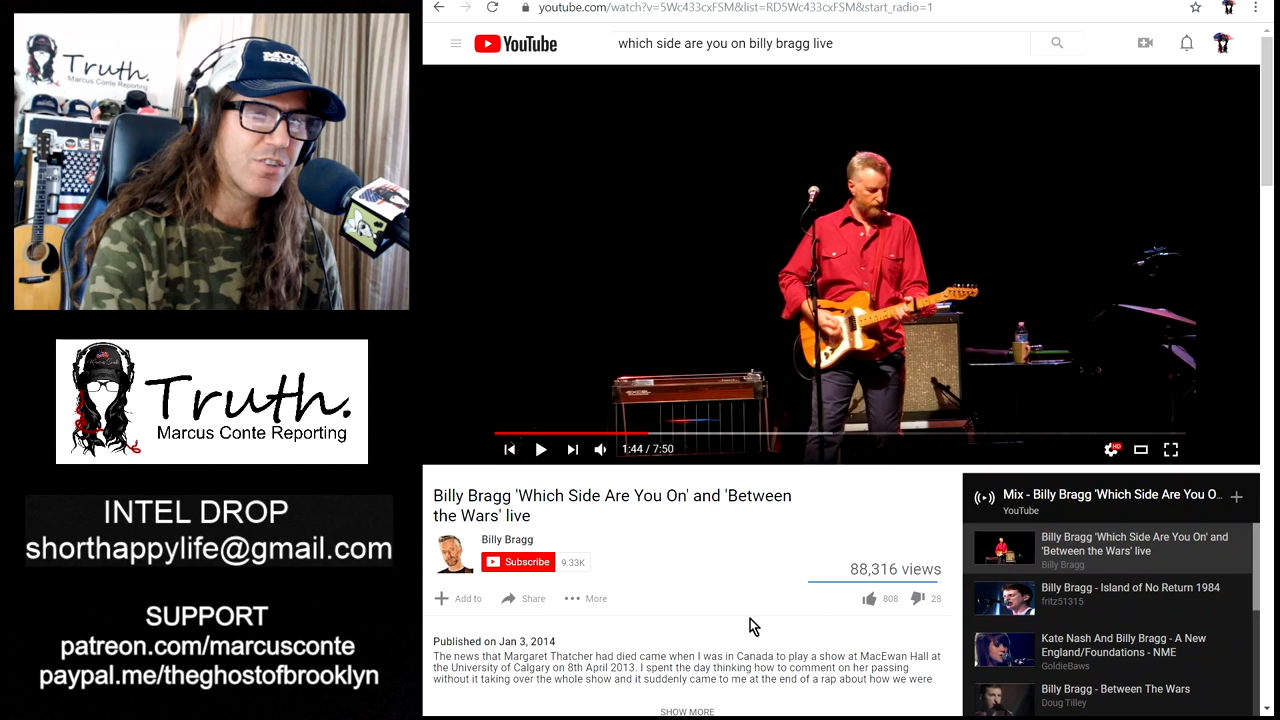 youtube.com/watch?v=5Wc433cxFSM&list=RD5Wc433cxFSM&start_radio=1
YouTube
which side are you on billy bragg live
Truth.
Marcus Conte Reporting
1:44 / 7:50
HD
Truth.
Marcus Conte Reporting
INTEL DROP
shorthappylife@gmail.com
SUPPORT
patreon.com/marcusconte
paypal.me/theghostofbrooklyn
Billy Bragg 'Which Side Are You On' and 'Between
the Wars' live
Billy Bragg
Subscribe 9.33K
88,316 views
Add to Share More 808 28
Published on Jan 3, 2014
The news that Margaret Thatcher had died came when I was in Canada to play a show at MacEwan Hall at
the University of Calgary on 8th April 2013. I spent the day thinking how to comment on her passing
without it taking over the whole show and it suddenly came to me at the end of a rap about how we were
SHOW MORE
Mix - Billy Bragg 'Which Side Are You O...
YouTube
Billy Bragg 'Which Side Are You On' and
'Between the Wars' live
Billy Bragg
Billy Bragg - Island of No Return 1984
fritz51315
Kate Nash And Billy Bragg - A New
England/Foundations - NME
GoldieBaws
Billy Bragg - Between The Wars
Doug Tilley